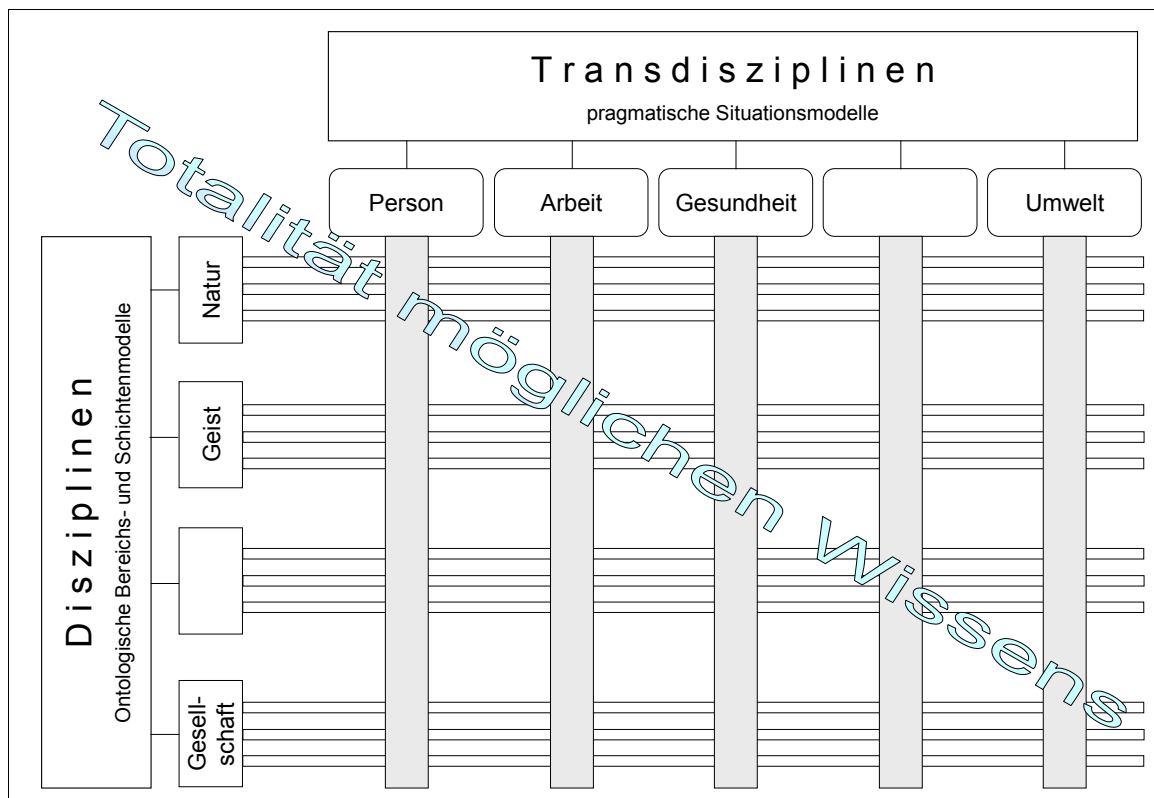 Transdisziplinen
pragmatische Situationsmodelle
Person
Arbeit
Gesundheit
Umwelt
Totalität möglichen Wissens
Disziplinen
Ontologische Bereichs- und Schichtenmodelle
Natur
Geist
Gesell-
schaft